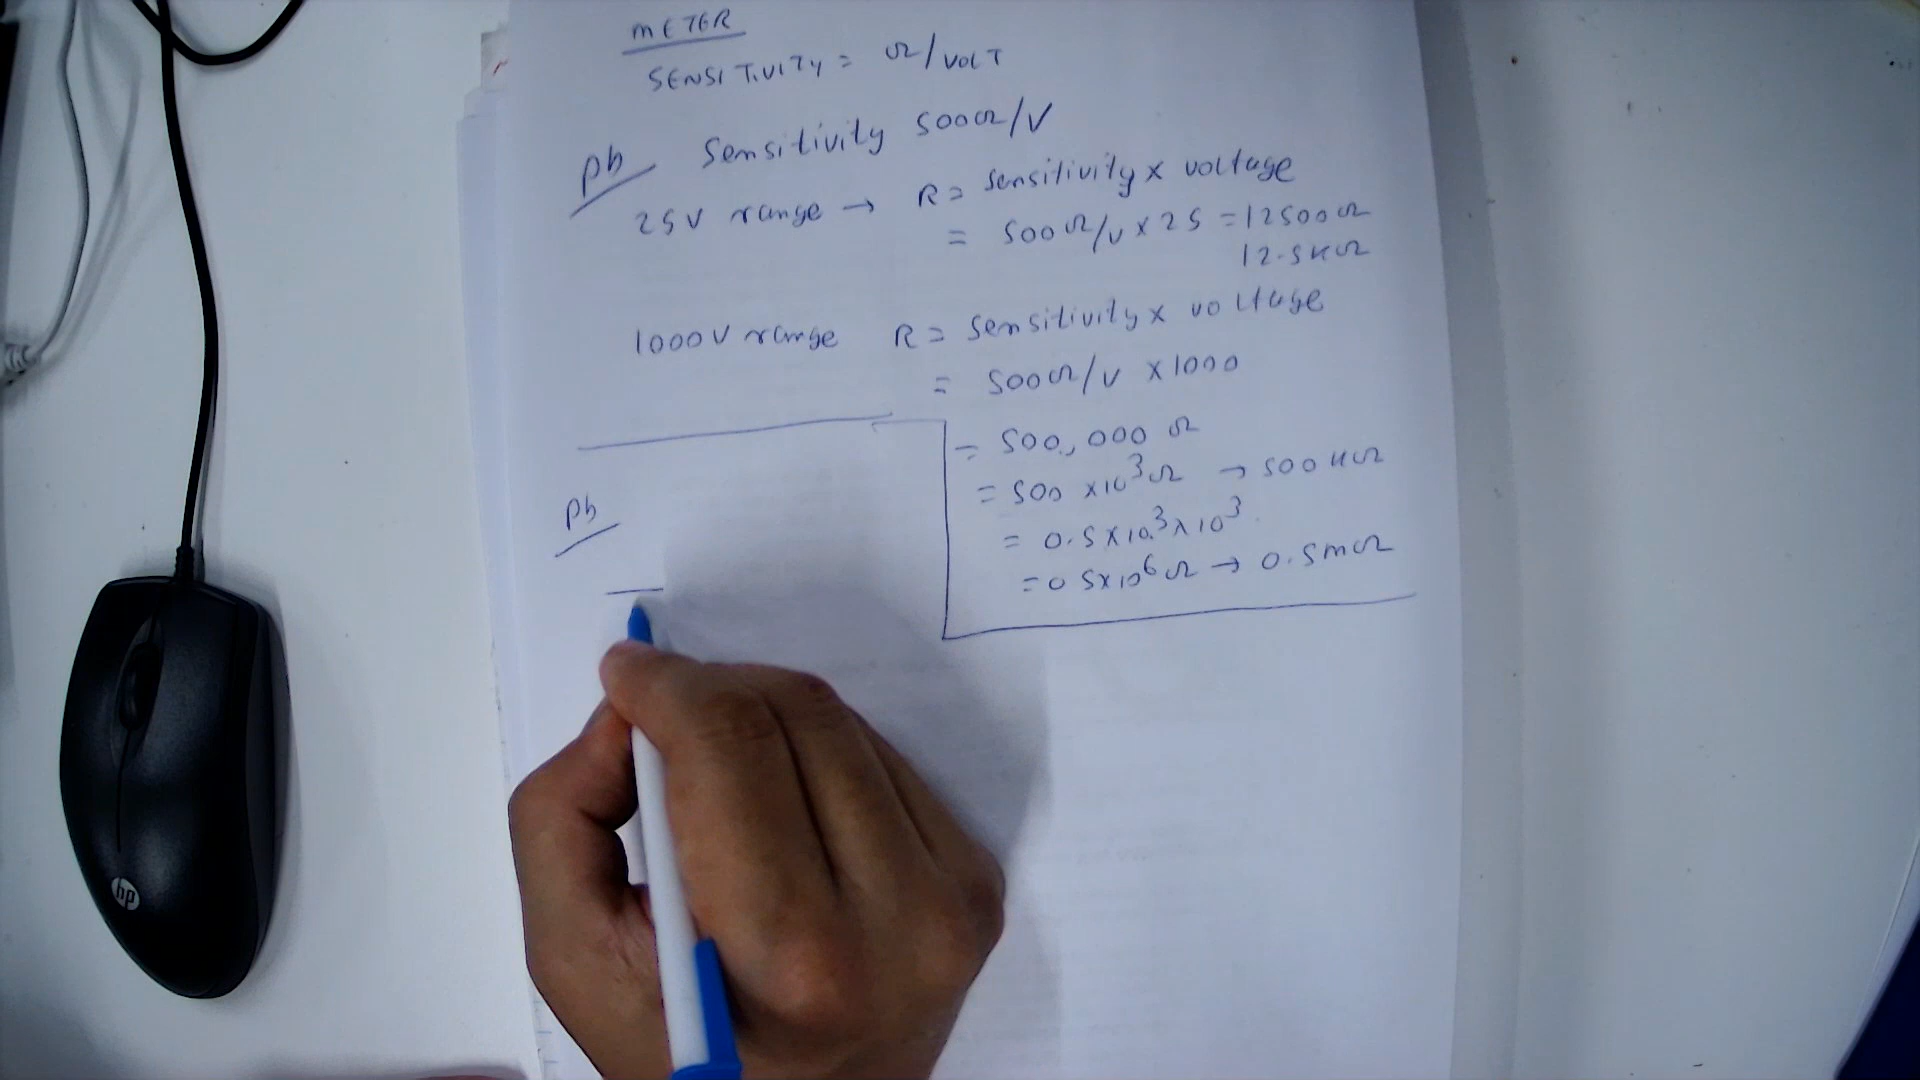 METER
SENSITIVITY = Ω/VOLT
Pb Sensitivity 500Ω/V
25V range → R = sensitivity x voltage
= 500Ω/V x 25 = 12500Ω
12.5KΩ
1000V range R = sensitivity x voltage
= 500Ω/V x 1000
= 500,000 Ω
= 500 x10³Ω → 500KΩ
= 0.5x10³x10³
= 0.5x10⁶Ω → 0.5mΩ
Pb
hp